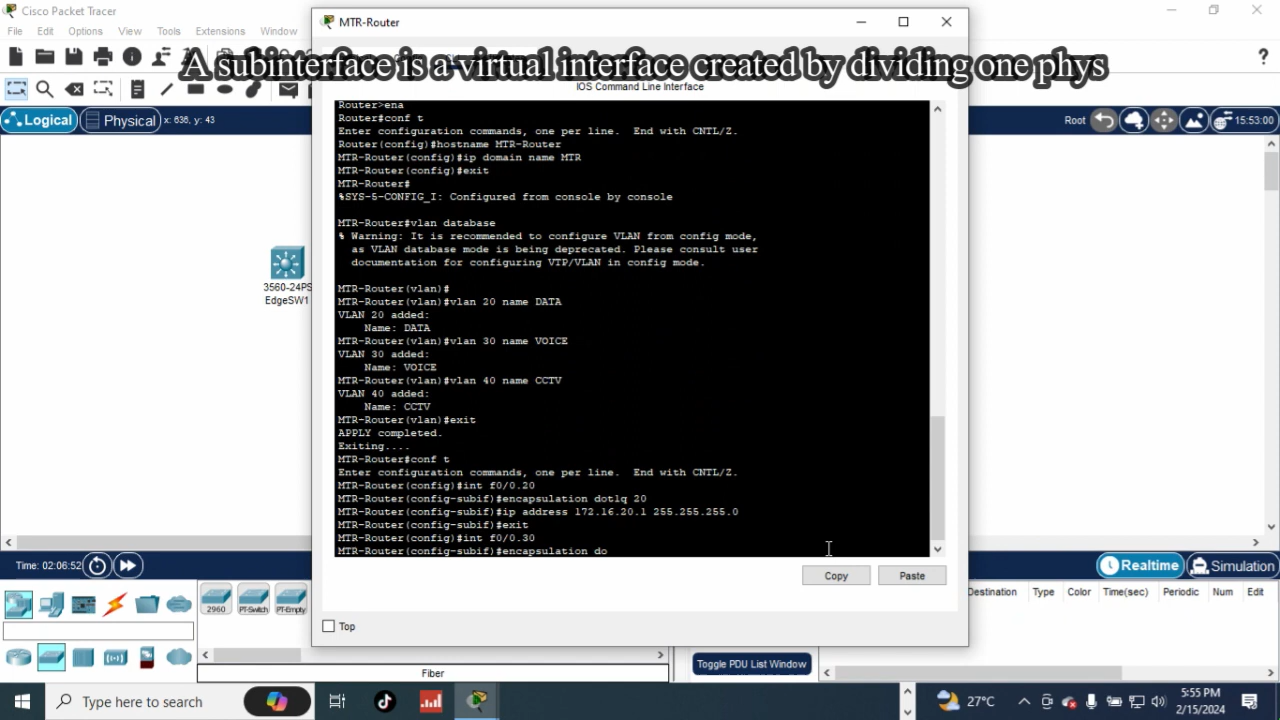 Cisco Packet Tracer
File Edit Options View Tools Extensions Window
MTR-Router
A subinterface is a virtual interface created by dividing one phys
IOS Command Line Interface
Logical
Physical
x: 636, y: 43
Root
15:53:00
Router>ena
Router#conf t
Enter configuration commands, one per line.  End with CNTL/Z.
Router(config)#hostname MTR-Router
MTR-Router(config)#ip domain name MTR
MTR-Router(config)#exit
MTR-Router#
%SYS-5-CONFIG_I: Configured from console by console
MTR-Router#vlan database
% Warning: It is recommended to configure VLAN from config mode,
as VLAN database mode is being deprecated. Please consult user
documentation for configuring VTP/VLAN in config mode.
MTR-Router(vlan)#
MTR-Router(vlan)#vlan 20 name DATA
VLAN 20 added:
Name: DATA
MTR-Router(vlan)#vlan 30 name VOICE
VLAN 30 added:
Name: VOICE
MTR-Router(vlan)#vlan 40 name CCTV
VLAN 40 added:
Name: CCTV
MTR-Router(vlan)#exit
APPLY completed.
Exiting....
MTR-Router#conf t
Enter configuration commands, one per line.  End with CNTL/Z.
MTR-Router(config)#int f0/0.20
MTR-Router(config-subif)#encapsulation dot1q 20
MTR-Router(config-subif)#ip address 172.16.20.1 255.255.255.0
MTR-Router(config-subif)#exit
MTR-Router(config)#int f0/0.30
MTR-Router(config-subif)#encapsulation do
3560-24PS
EdgeSW1
Copy
Paste
Top
Time: 02:06:52
Realtime
Simulation
2960
PT-Switch
PT-Empty
Fiber
Destination Type Color Time(sec) Periodic Num Edit
Toggle PDU List Window
Type here to search
27°C
5:55 PM
2/15/2024